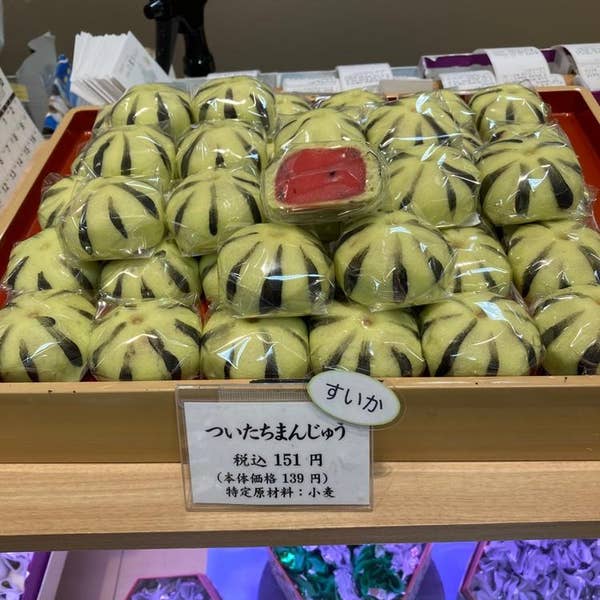 すいか
ついたちまんじゅう
税込 151 円
(本体価格 139 円)
特定原材料：小麦